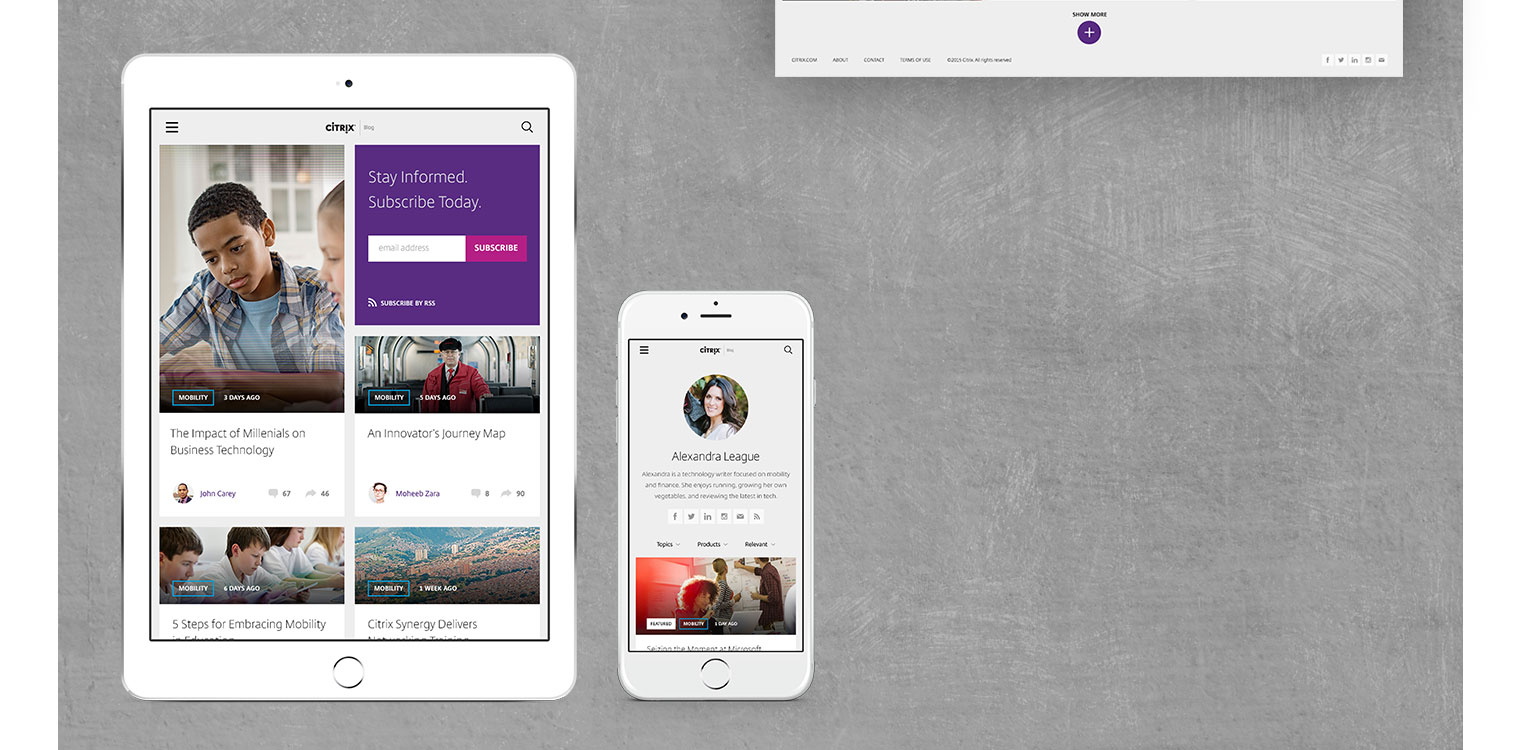 SHOW MORE
CITRIX.COM ABOUT CONTACT TERMS OF USE ©2015 Citrix. All rights reserved
CITRIX Blog
Stay Informed.
Subscribe Today.
email address SUBSCRIBE
SUBSCRIBE BY RSS
MOBILITY 3 DAYS AGO
The Impact of Millenials on
Business Technology
John Carey 67 46
MOBILITY 5 DAYS AGO
An Innovator's Journey Map
Moheeb Zara 8 90
MOBILITY 6 DAYS AGO
5 Steps for Embracing Mobility
in Education
MOBILITY 1 WEEK AGO
Citrix Synergy Delivers
Networking Training
CITRIX Blog
Alexandra League
Alexandra is a technology writer focused on mobility
and finance. She enjoys running, growing her own
vegetables, and reviewing the latest in tech.
Topics Products Relevant
FEATURED MOBILITY 1 DAY AGO
Seizing the Moment at Microsoft